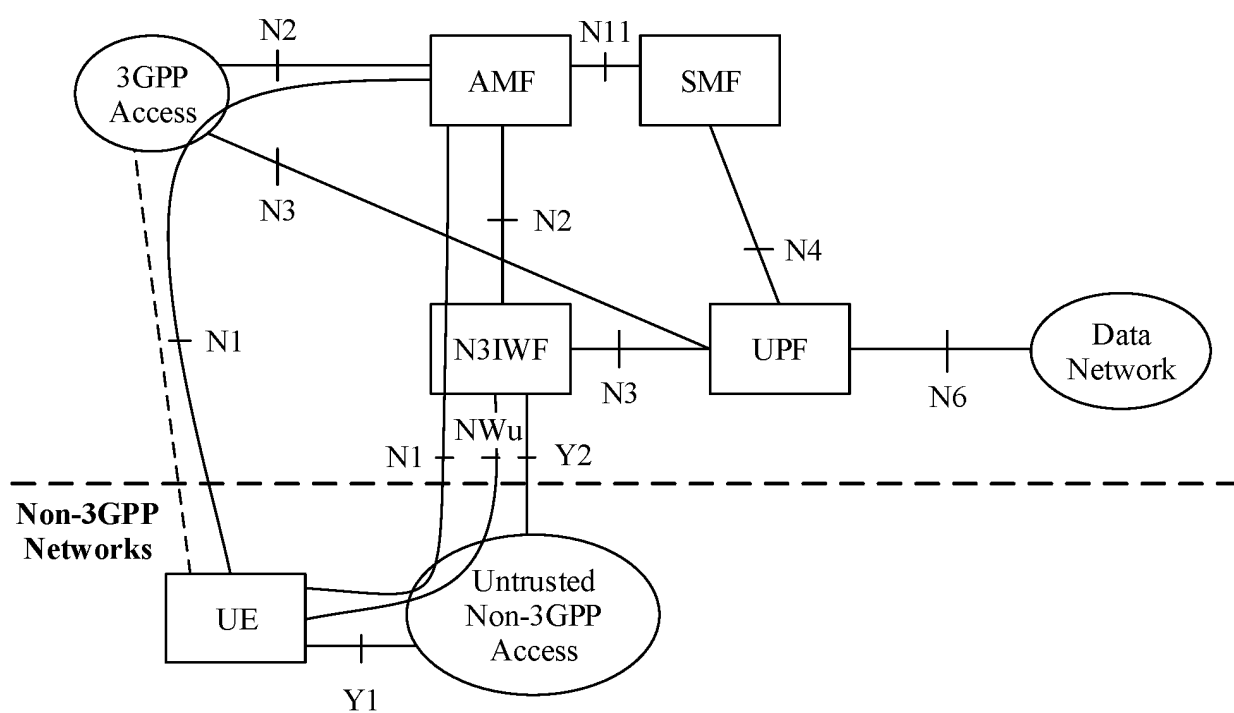 N2
N11
3GPP
Access
AMF
SMF
N3
N2
N4
N1
N3IWF
UPF
Data
Network
N3
N6
NWu
N1
Y2
Non-3GPP
Networks
Untrusted
Non-3GPP
Access
UE
Y1